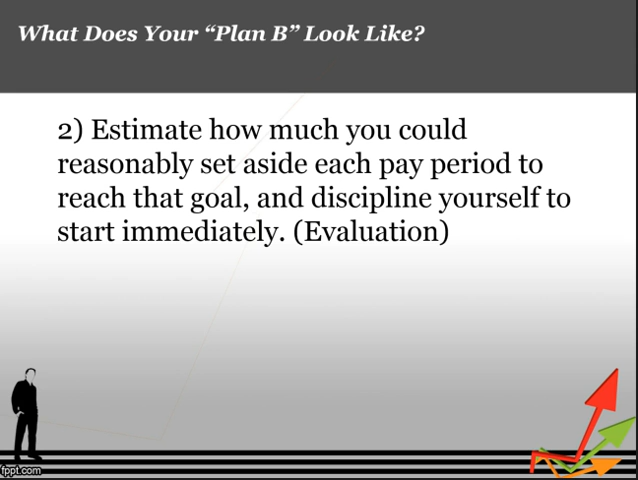 What Does Your “Plan B” Look Like?
2) Estimate how much you could
reasonably set aside each pay period to
reach that goal, and discipline yourself to
start immediately. (Evaluation)
fppt.com